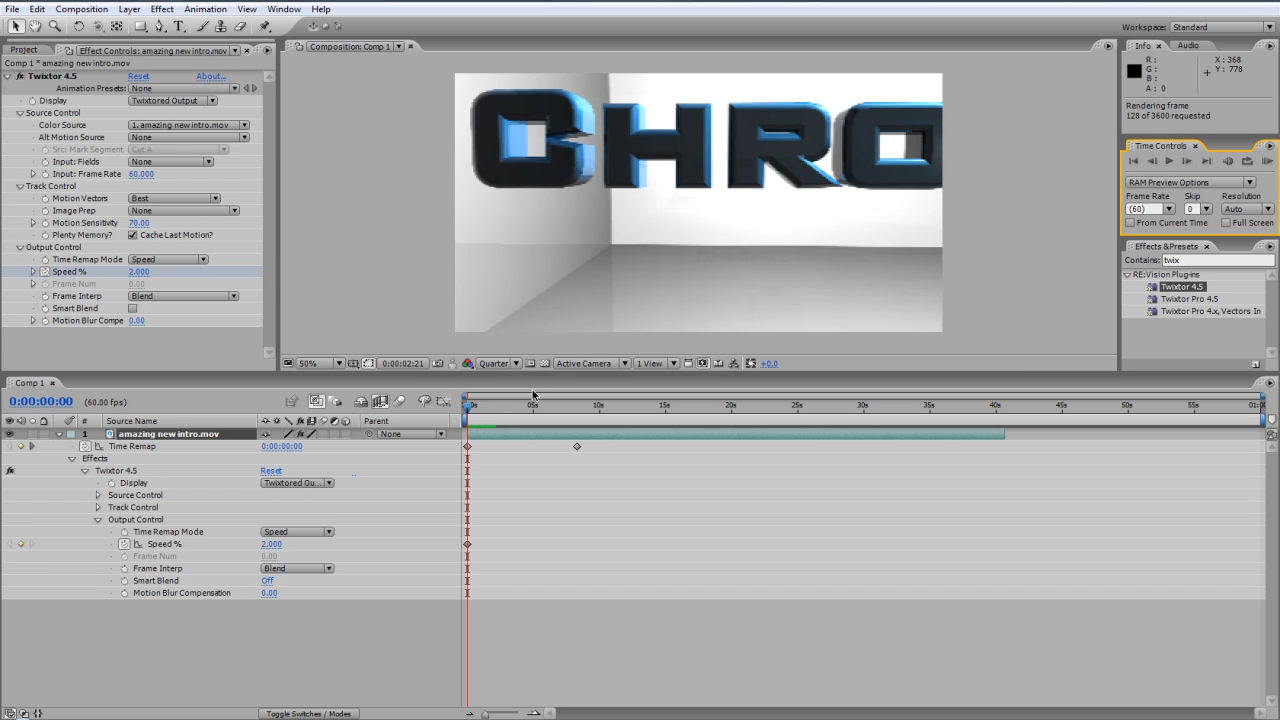 File Edit Composition Layer Effect Animation View Window Help
Workspace: Standard
Project Effect Controls: amazing new intro.mov
Comp 1 * amazing new intro.mov
Twixtor 4.5 Reset About...
Animation Presets: None
Display Twixtored Output
Source Control
Color Source 1. amazing new intro.mov
Alt Motion Source None
Src: Mark Segment Cut A
Input: Fields None
Input: Frame Rate 60.000
Track Control
Motion Vectors Best
Image Prep None
Motion Sensitivity 70.00
Plenty Memory? Cache Last Motion?
Output Control
Time Remap Mode Speed
Speed % 2.000
Frame Num 0.00
Frame Interp Blend
Smart Blend
Motion Blur Compe 0.00
Composition: Comp 1
CHRO
50% 0:00:02:21 Quarter Active Camera 1 View +0.0
Info Audio
R: X: 368
G: Y: 778
B:
A: 0
Rendering frame
128 of 3600 requested
Time Controls
RAM Preview Options
Frame Rate Skip Resolution
(60) 0 Auto
From Current Time Full Screen
Effects & Presets
Contains: twix
RE:Vision Plug-ins
Twixtor 4.5
Twixtor Pro 4.5
Twixtor Pro 4.x, Vectors In
Comp 1
0:00:00:00 (60.00 fps)
05s 10s 15s 20s 25s 30s 35s 40s 45s 50s 55s 01:00
# Source Name Parent
1 amazing new intro.mov None
Time Remap 0:00:00:00
Effects
Twixtor 4.5 Reset
Display Twixtored Ou...
Source Control
Track Control
Output Control
Time Remap Mode Speed
Speed % 2.000
Frame Num 0.00
Frame Interp Blend
Smart Blend Off
Motion Blur Compensation 0.00
Toggle Switches / Modes